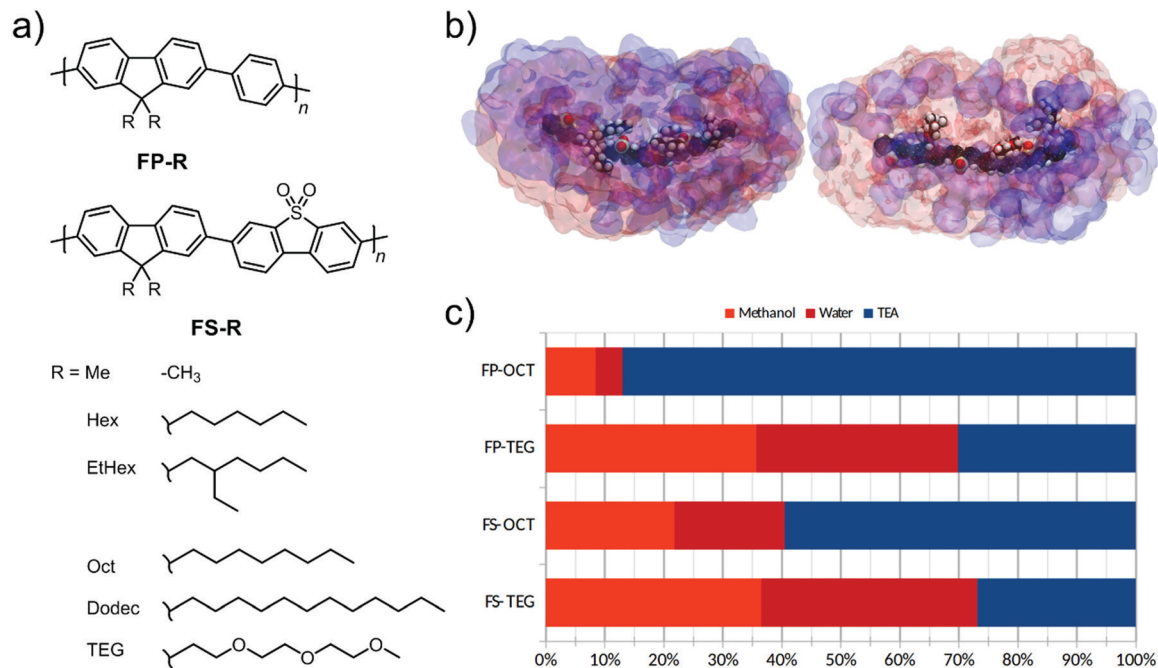 a)
R R
n
FP-R
O O
S
R R
n
FS-R
R = Me -CH₃
Hex
EtHex
Oct
Dodec
TEG O O O
b)
c)
Methanol Water TEA
FP-OCT
FP-TEG
FS-OCT
FS-TEG
0% 10% 20% 30% 40% 50% 60% 70% 80% 90% 100%